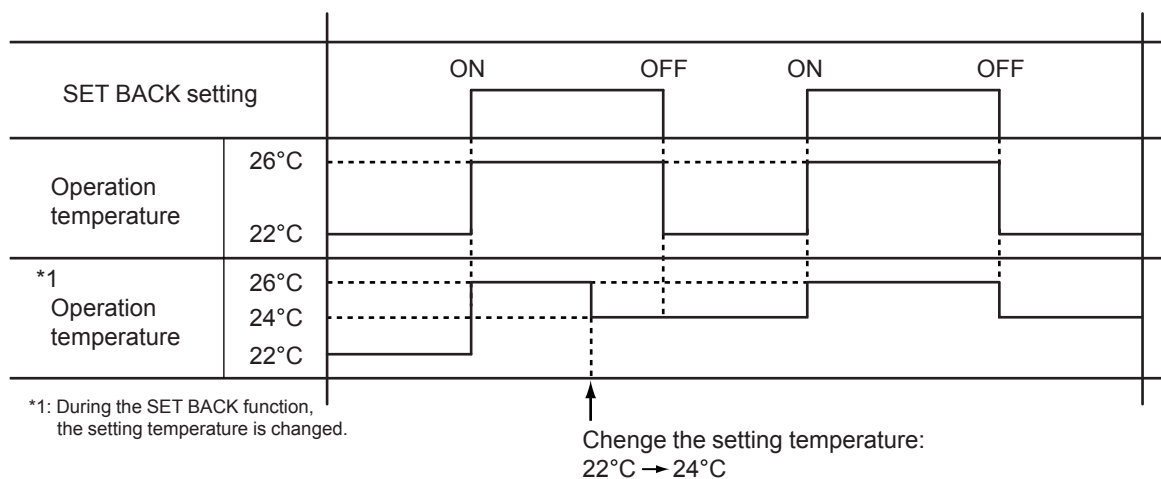 ON OFF ON OFF
SET BACK setting
26°C
Operation
temperature
22°C
*1
26°C
Operation
24°C
temperature
22°C
*1: During the SET BACK function,
the setting temperature is changed.
Chenge the setting temperature:
22°C → 24°C